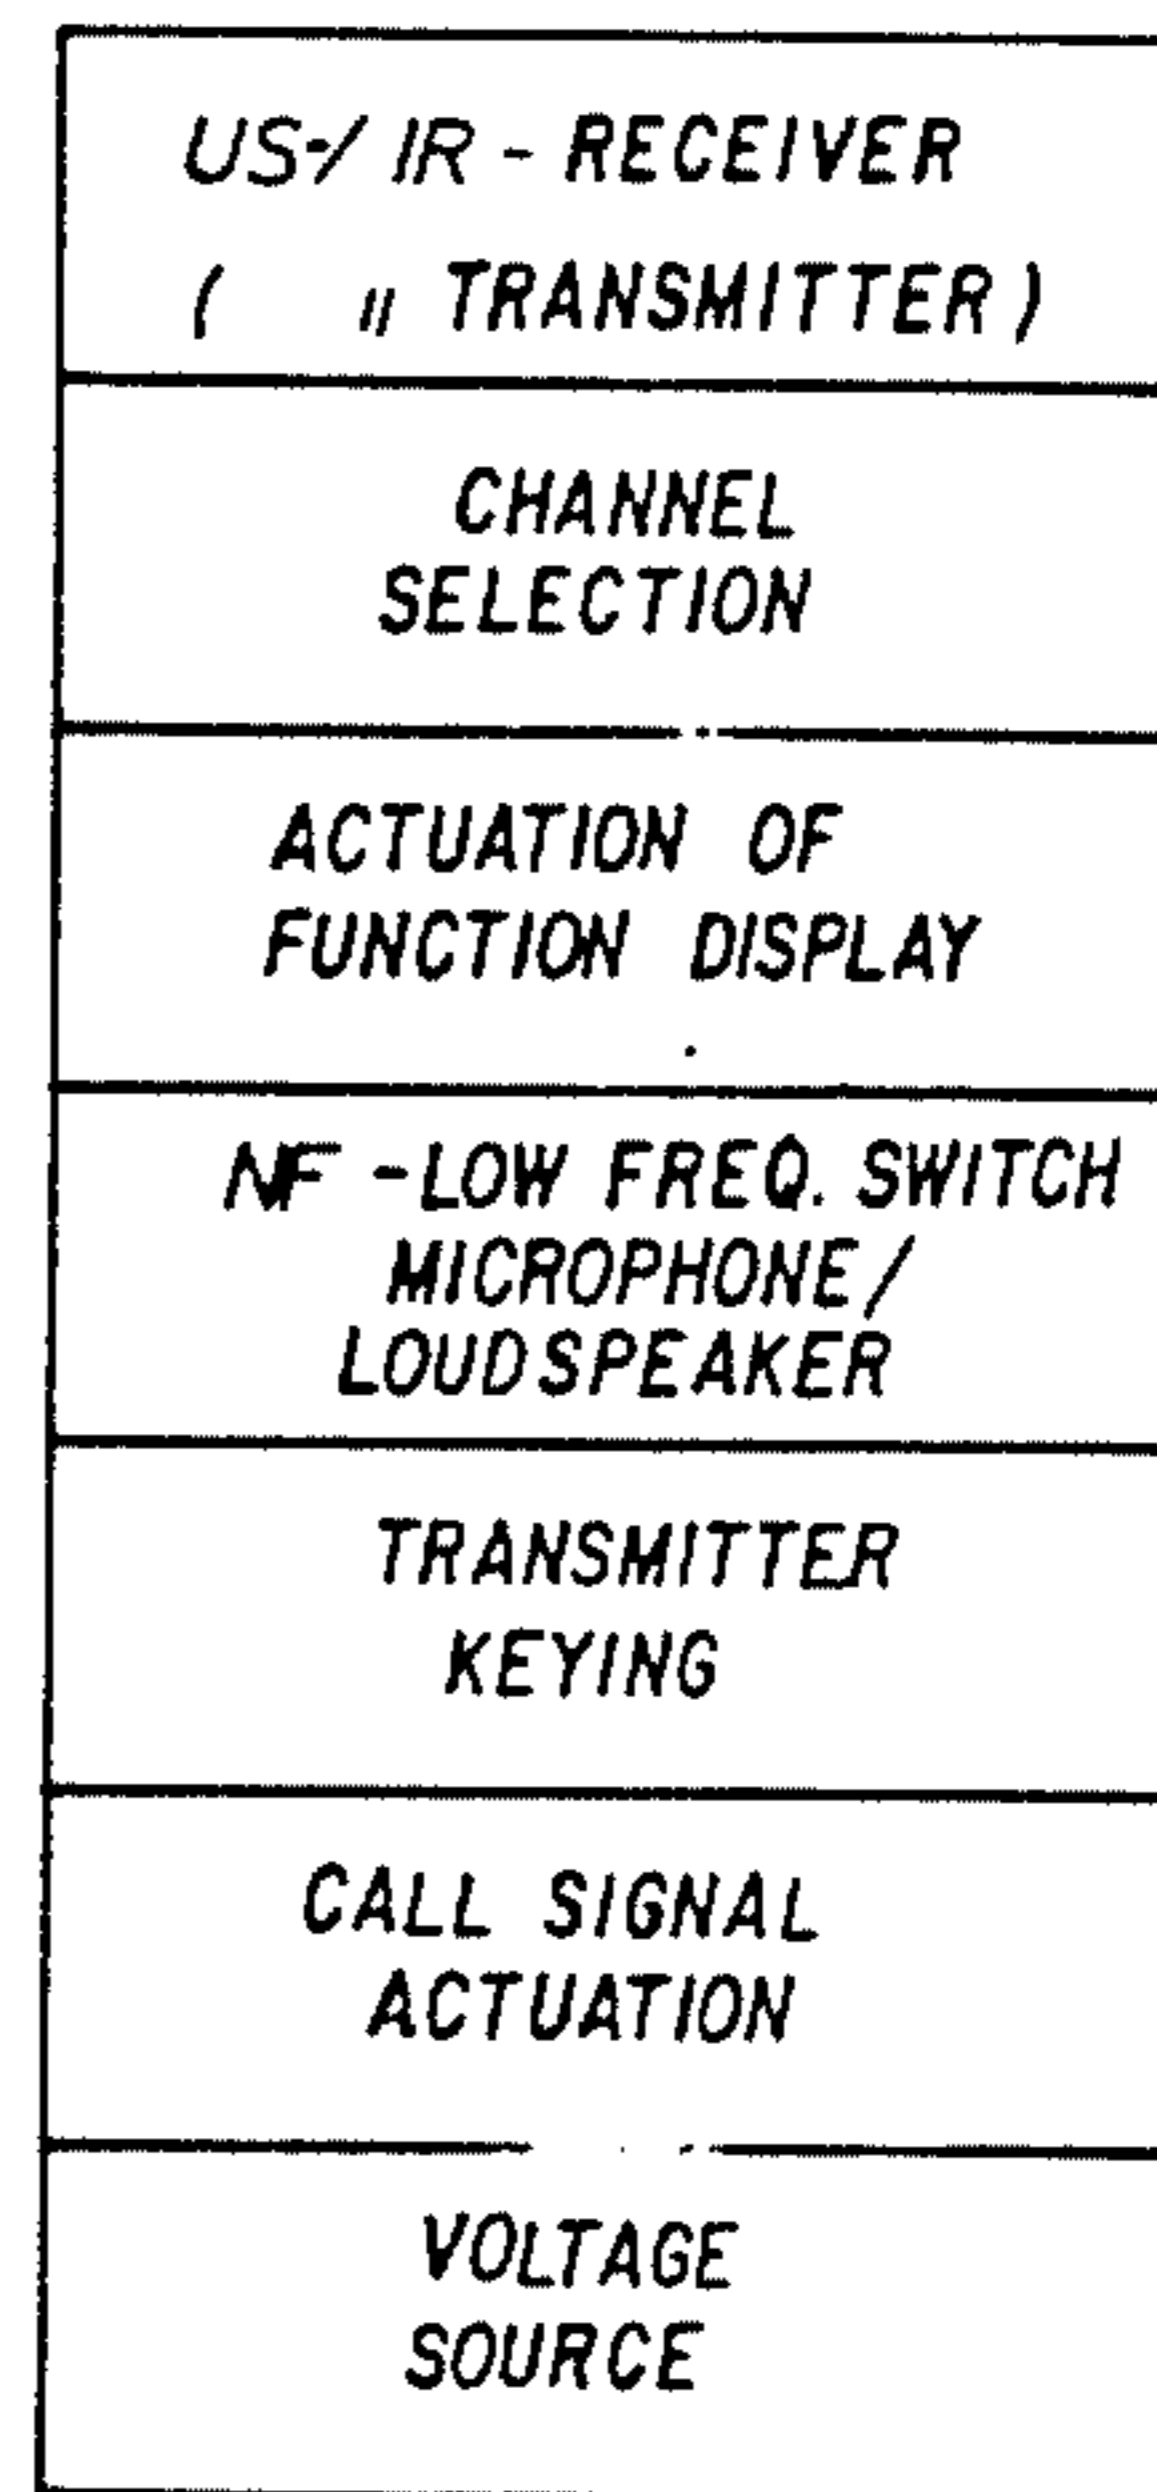 US-/ IR - RECEIVER
( " TRANSMITTER )
CHANNEL
SELECTION
ACTUATION OF
FUNCTION DISPLAY
NF - LOW FREQ. SWITCH
MICROPHONE/
LOUDSPEAKER
TRANSMITTER
KEYING
CALL SIGNAL
ACTUATION
VOLTAGE
SOURCE